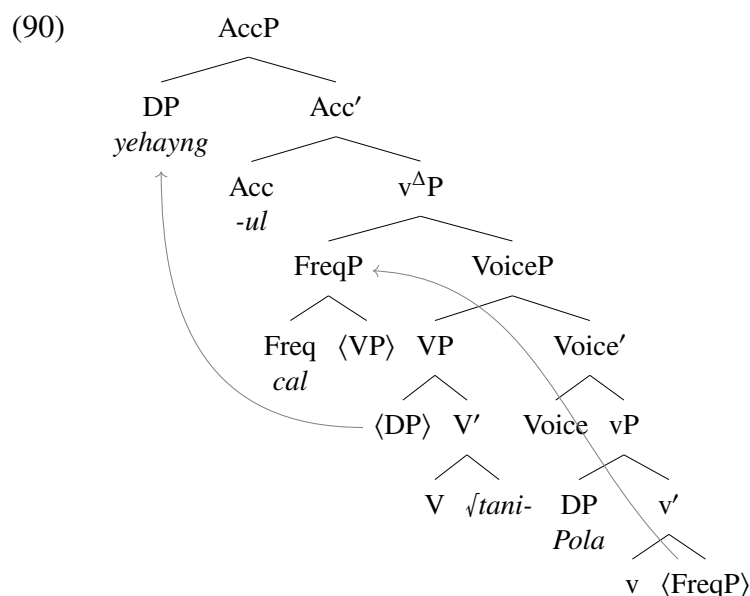 (90) AccP
DP Acc′
yehayng
Acc v^ΔP
-ul
FreqP VoiceP
Freq ⟨VP⟩ VP Voice′
cal
⟨DP⟩ V′ Voice vP
V √tani- DP v′
Pola
v ⟨FreqP⟩